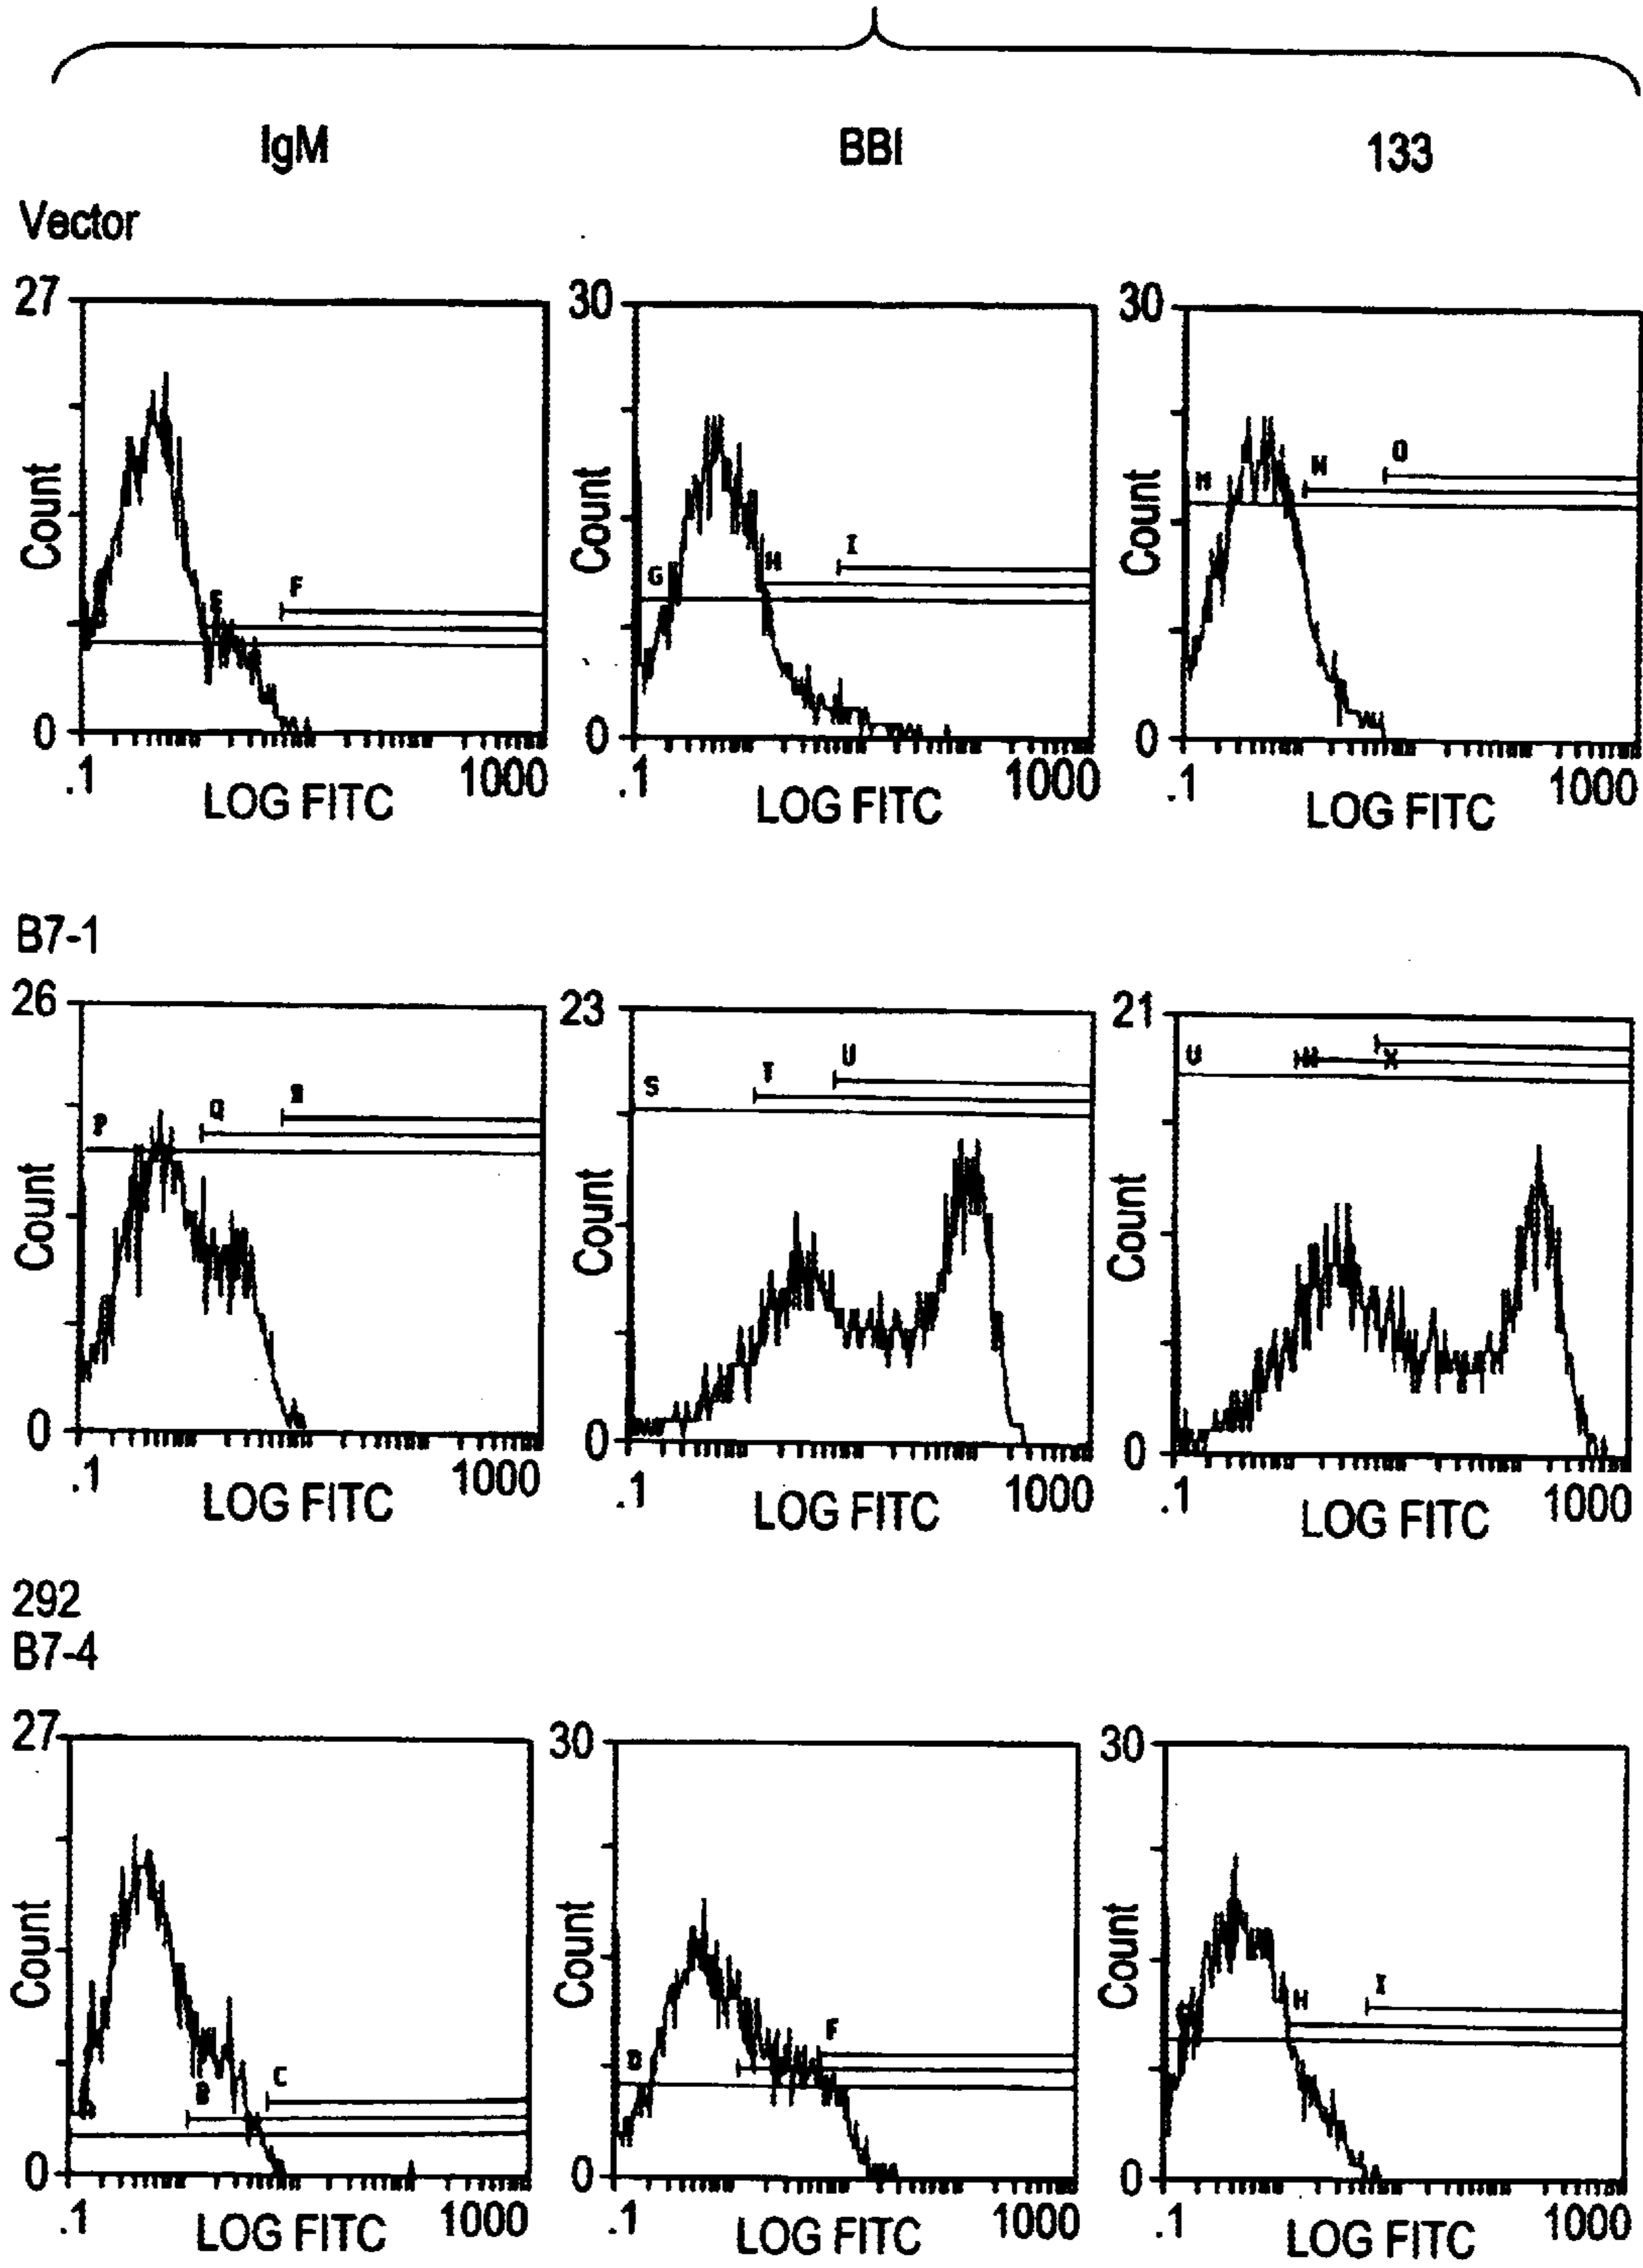 IgM BBI 133
Vector
27 30 30
Count Count Count
E F G H I M N O
0 0 0
.1 1000 .1 1000 .1 1000
LOG FITC LOG FITC LOG FITC
B7-1
26 23 21
Count Count Count
P Q S T U U X
0 0 0
.1 1000 .1 1000 .1 1000
LOG FITC LOG FITC LOG FITC
292
B7-4
27 30 30
Count Count Count
B C D F H I
0 0 0
.1 1000 .1 1000 .1 1000
LOG FITC LOG FITC LOG FITC